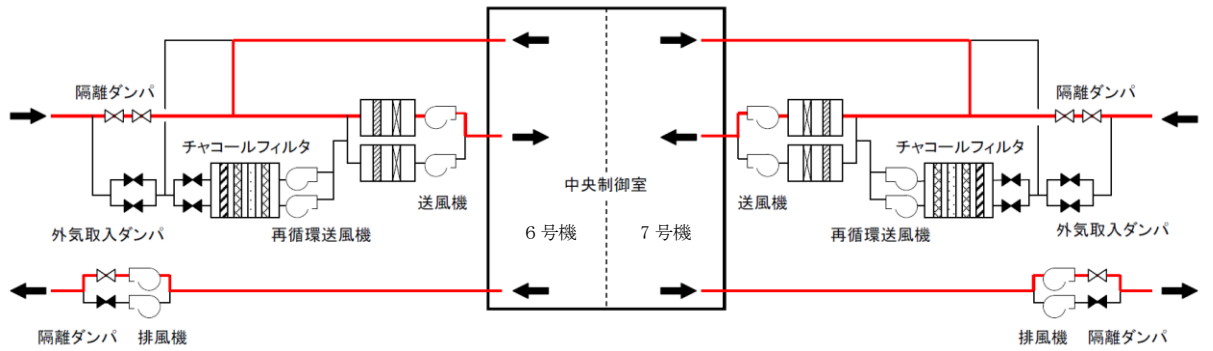 隔離ダンパ
隔離ダンパ
チャコールフィルタ
チャコールフィルタ
中央制御室
送風機
送風機
外気取入ダンパ
再循環送風機
6号機
7号機
再循環送風機
外気取入ダンパ
隔離ダンパ
排風機
排風機
隔離ダンパ